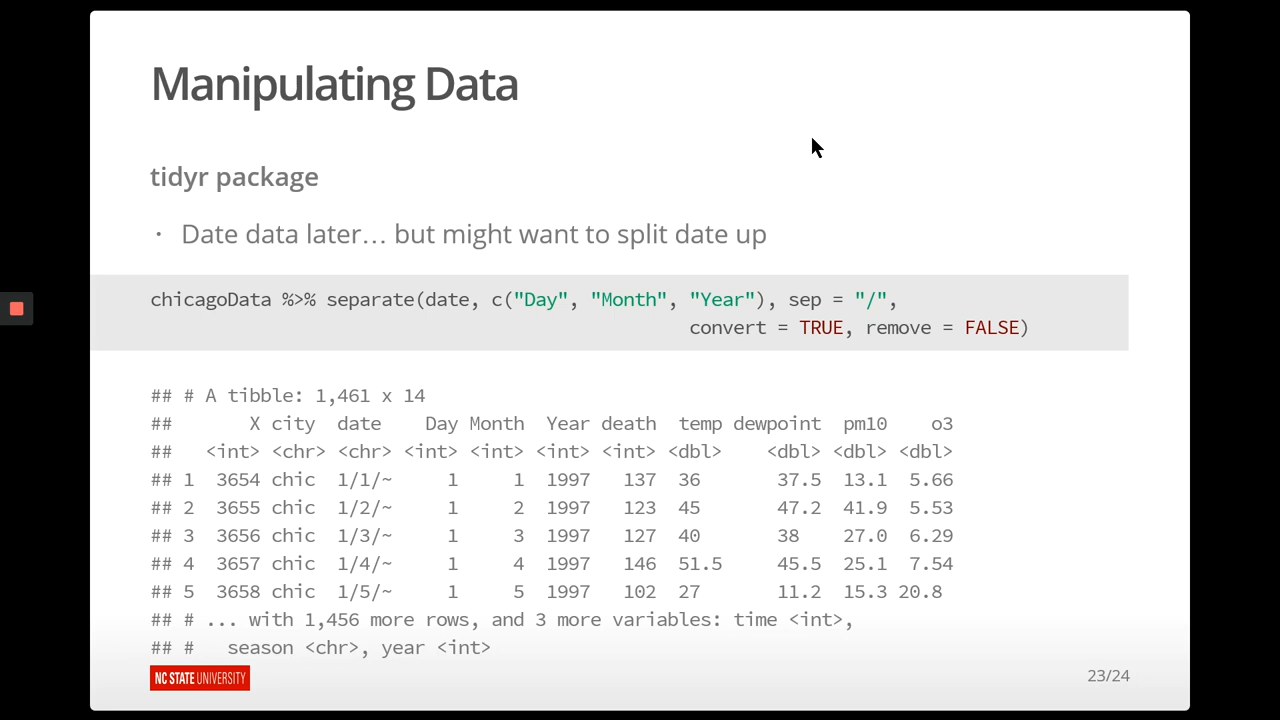 Manipulating Data
tidyr package
· Date data later… but might want to split date up
chicagoData %>% separate(date, c("Day", "Month", "Year"), sep = "/",
convert = TRUE, remove = FALSE)
## # A tibble: 1,461 x 14
##       X city  date    Day Month  Year death  temp dewpoint  pm10    o3
##   <int> <chr> <chr> <int> <int> <int> <int> <dbl>    <dbl> <dbl> <dbl>
## 1  3654 chic  1/1/~     1     1  1997   137  36       37.5  13.1  5.66
## 2  3655 chic  1/2/~     1     2  1997   123  45       47.2  41.9  5.53
## 3  3656 chic  1/3/~     1     3  1997   127  40       38    27.0  6.29
## 4  3657 chic  1/4/~     1     4  1997   146  51.5     45.5  25.1  7.54
## 5  3658 chic  1/5/~     1     5  1997   102  27       11.2  15.3 20.8
## # ... with 1,456 more rows, and 3 more variables: time <int>,
## #   season <chr>, year <int>
NC STATE UNIVERSITY
23/24